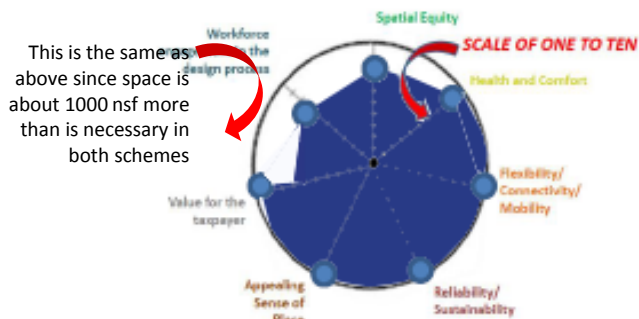 Spatial Equity
Workforce
in the
design process
This is the same as
above since space is
about 1000 nsf more
than is necessary in
both schemes
SCALE OF ONE TO TEN
Health and Comfort
Flexibility/
Connectivity/
Mobility
Value for the
taxpayer
Appealing
Sense of
Reliability/
Sustainability